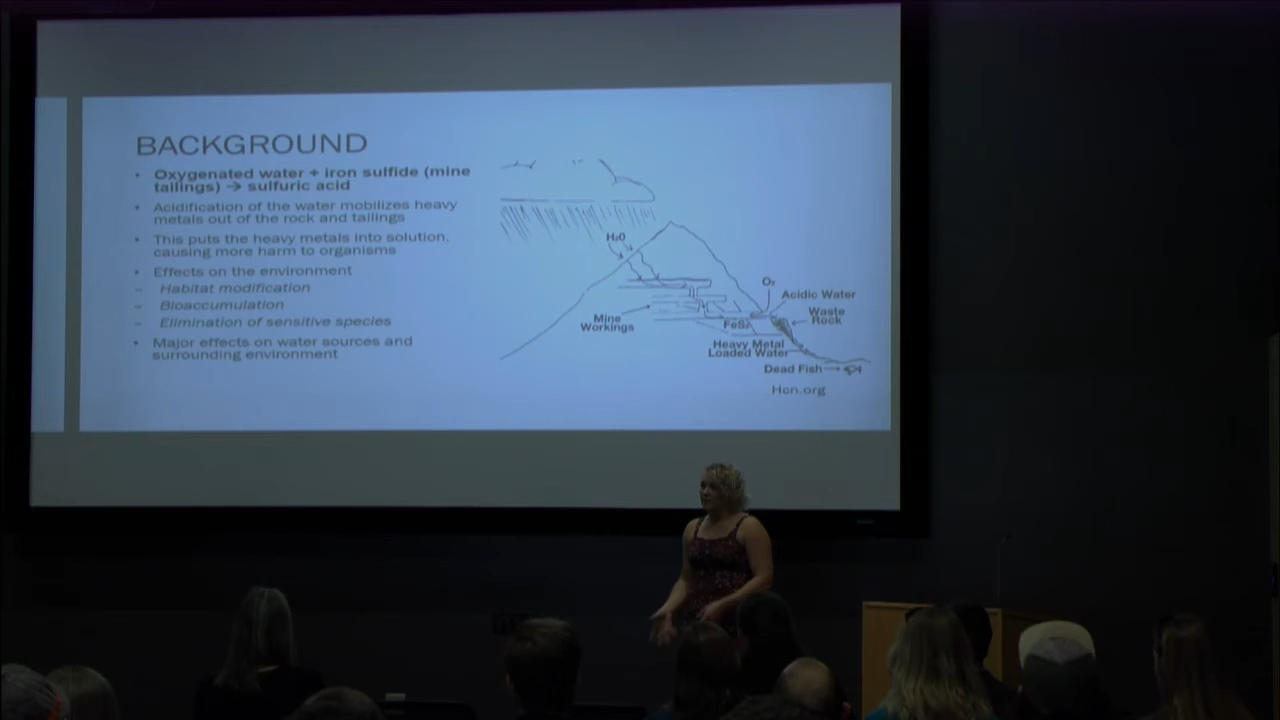 BACKGROUND
• Oxygenated water + iron sulfide (mine
tailings) → sulfuric acid
• Acidification of the water mobilizes heavy
metals out of the rock and tailings
• This puts the heavy metals into solution,
causing more harm to organisms
• Effects on the environment
– Habitat modification
– Bioaccumulation
– Elimination of sensitive species
• Major effects on water sources and
surrounding environment
H₂0
O₂
Acidic Water
Waste
Rock
Mine
Workings
FeS₂
Heavy Metal
Loaded Water
Dead Fish
Hcn.org